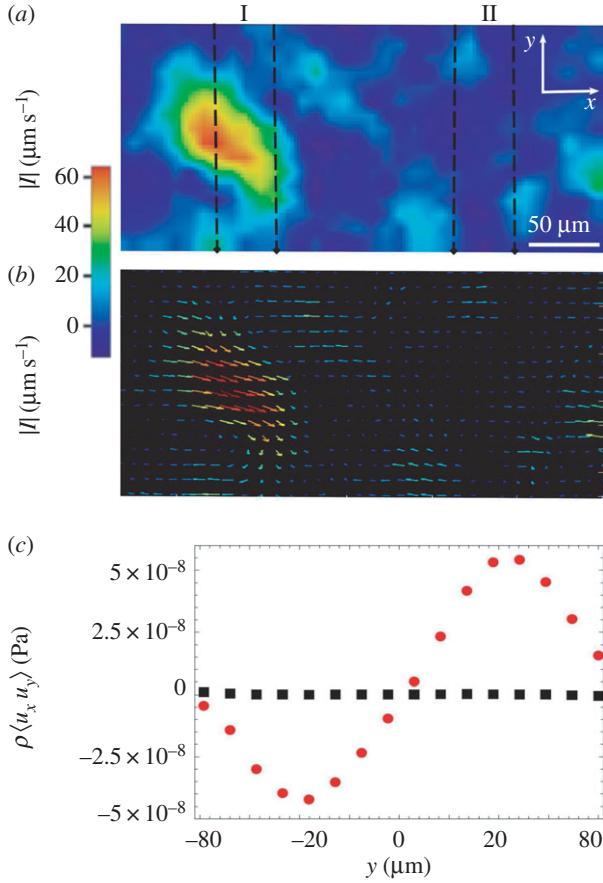 (a)
I
II
y
x
50 μm
|I| (μm s⁻¹)
60
40
20
0
(b)
|I| (μm s⁻¹)
(c)
5 × 10⁻⁸
2.5 × 10⁻⁸
0
−2.5 × 10⁻⁸
−5 × 10⁻⁸
ρ ⟨uₓ u_y⟩ (Pa)
−80
−20
0
20
80
y (μm)